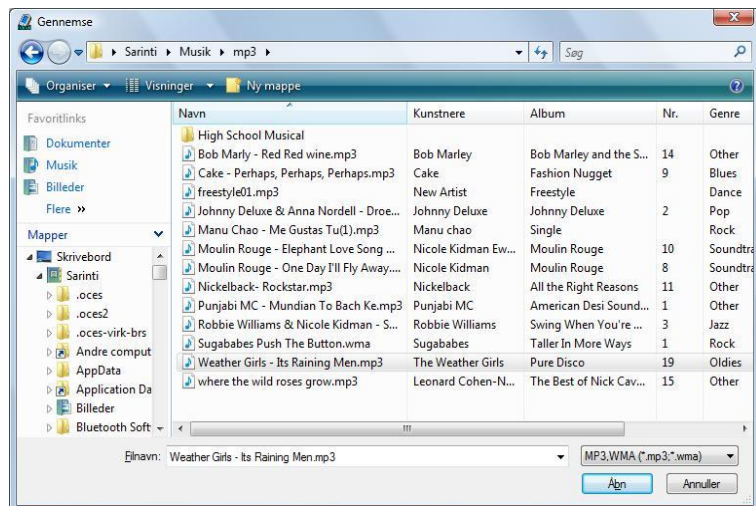 Gennemse
Sarinti Musik mp3 Søg
Organiser Visninger Ny mappe
Favoritlinks
Dokumenter
Musik
Billeder
Flere »
Mapper
Skrivebord
Sarinti
.oces
.oces2
.oces-virk-brs
Andre comput
AppData
Application Da
Billeder
Bluetooth Soft
Navn Kunstnere Album Nr. Genre
High School Musical
Bob Marly - Red Red wine.mp3 Bob Marley Bob Marley and the S... 14 Other
Cake - Perhaps, Perhaps, Perhaps.mp3 Cake Fashion Nugget 9 Blues
freestyle01.mp3 New Artist Freestyle Dance
Johnny Deluxe & Anna Nordell - Droe... Johnny Deluxe Johnny Deluxe 2 Pop
Manu Chao - Me Gustas Tu(1).mp3 Manu chao Single Rock
Moulin Rouge - Elephant Love Song ... Nicole Kidman Ew... Moulin Rouge 10 Soundtra
Moulin Rouge - One Day I'll Fly Away.... Nicole Kidman Moulin Rouge 8 Soundtra
Nickelback- Rockstar.mp3 Nickelback All the Right Reasons 11 Other
Punjabi MC - Mundian To Bach Ke.mp3 Punjabi MC American Desi Sound... 1 Other
Robbie Williams & Nicole Kidman - S... Robbie Williams Swing When You're ... 3 Jazz
Sugababes Push The Button.wma Sugababes Taller In More Ways 1 Rock
Weather Girls - Its Raining Men.mp3 The Weather Girls Pure Disco 19 Oldies
where the wild roses grow.mp3 Leonard Cohen-N... The Best of Nick Cav... 15 Other
Filnavn: Weather Girls - Its Raining Men.mp3 MP3,WMA (*.mp3;*.wma)
Åbn Annuller